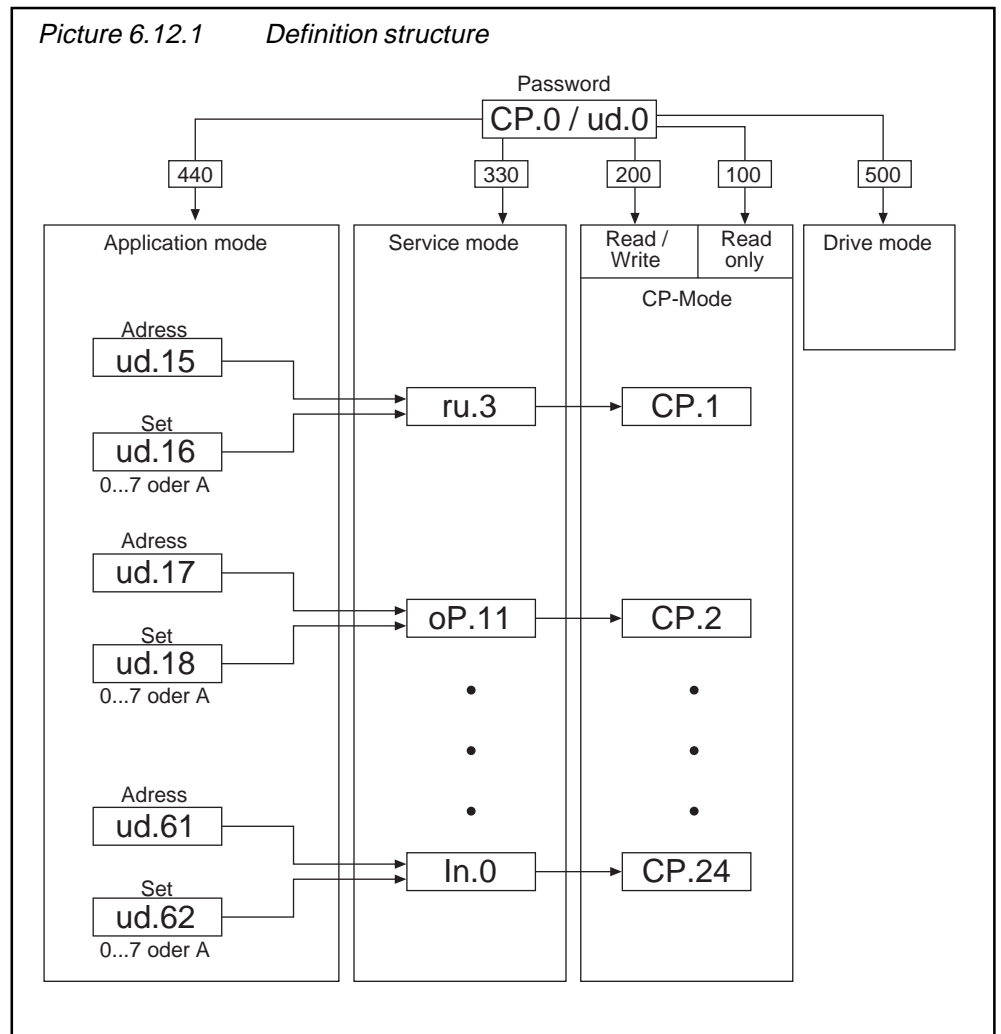 Picture 6.12.1 Definition structure
Password
CP.0 / ud.0
440
330
200
100
500
Application mode
Service mode
Read /
Write
Read
only
Drive mode
CP-Mode
Adress
ud.15
ru.3
CP.1
Set
ud.16
0...7 oder A
Adress
ud.17
oP.11
CP.2
Set
ud.18
0...7 oder A
Adress
ud.61
In.0
CP.24
Set
ud.62
0...7 oder A